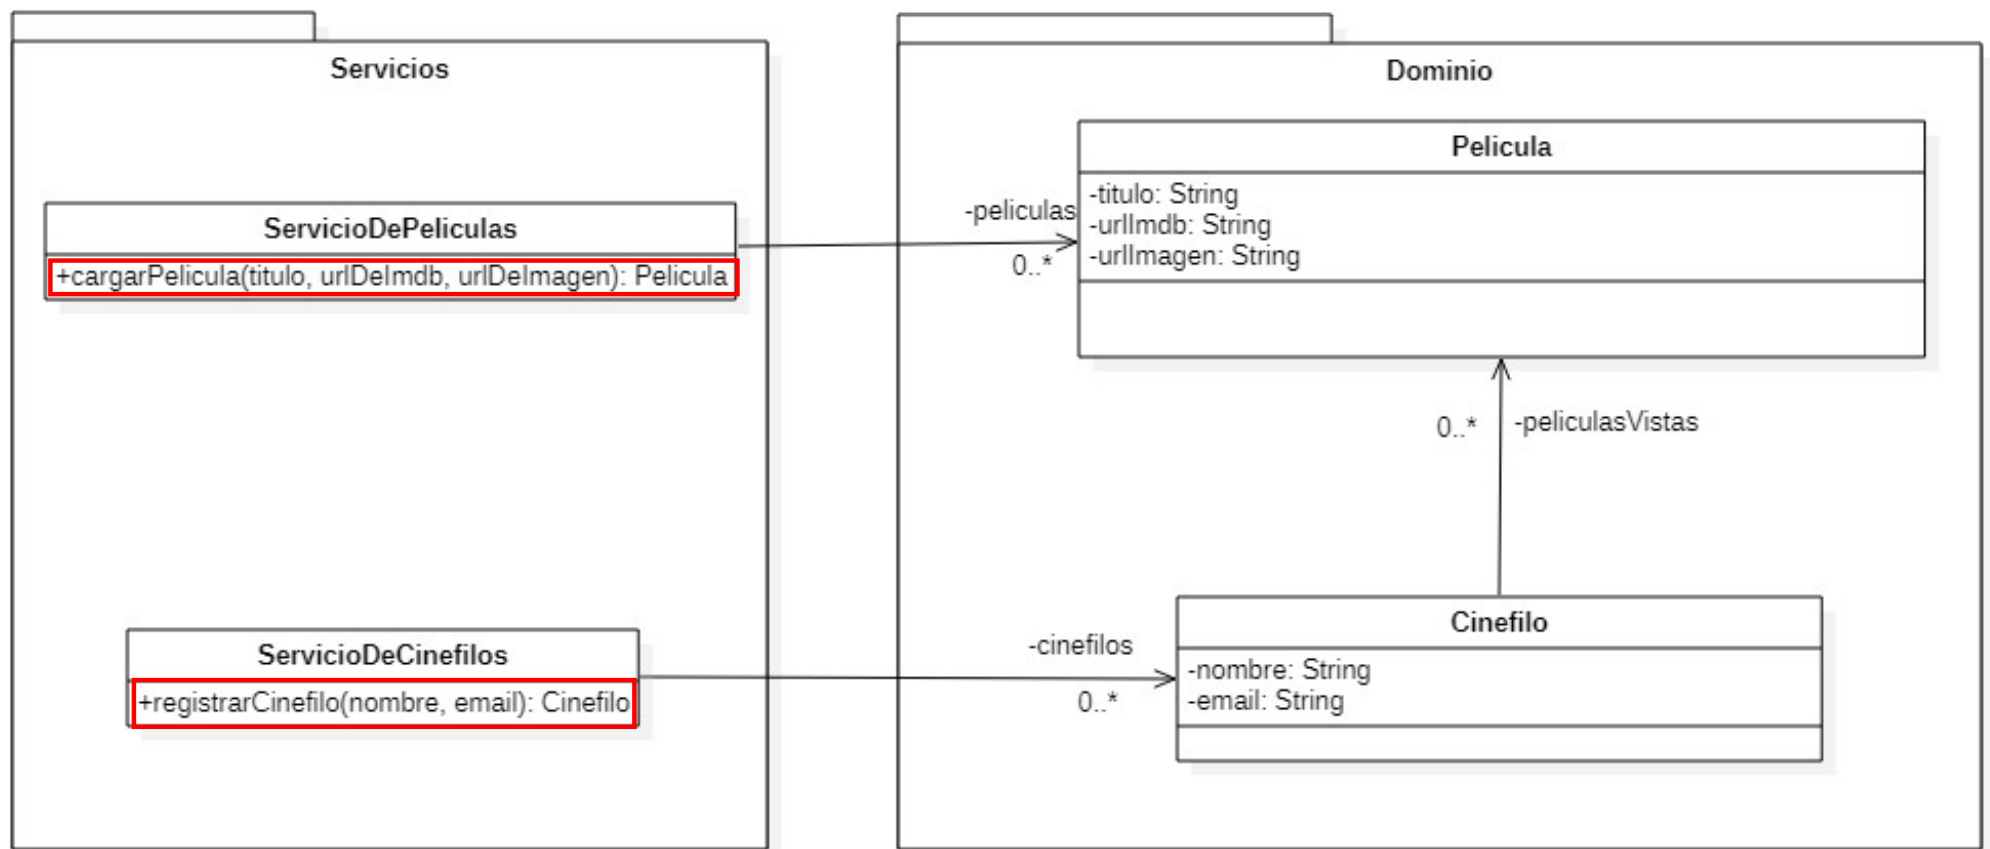 Servicios
ServicioDePeliculas
+cargarPelicula(titulo, urlDeImdb, urlDeImagen): Pelicula
ServicioDeCinefilos
+registrarCinefilo(nombre, email): Cinefilo
Dominio
-peliculas
0..*
Pelicula
-titulo: String
-urlImdb: String
-urlImagen: String
0..*
-peliculasVistas
-cinefilos
0..*
Cinefilo
-nombre: String
-email: String